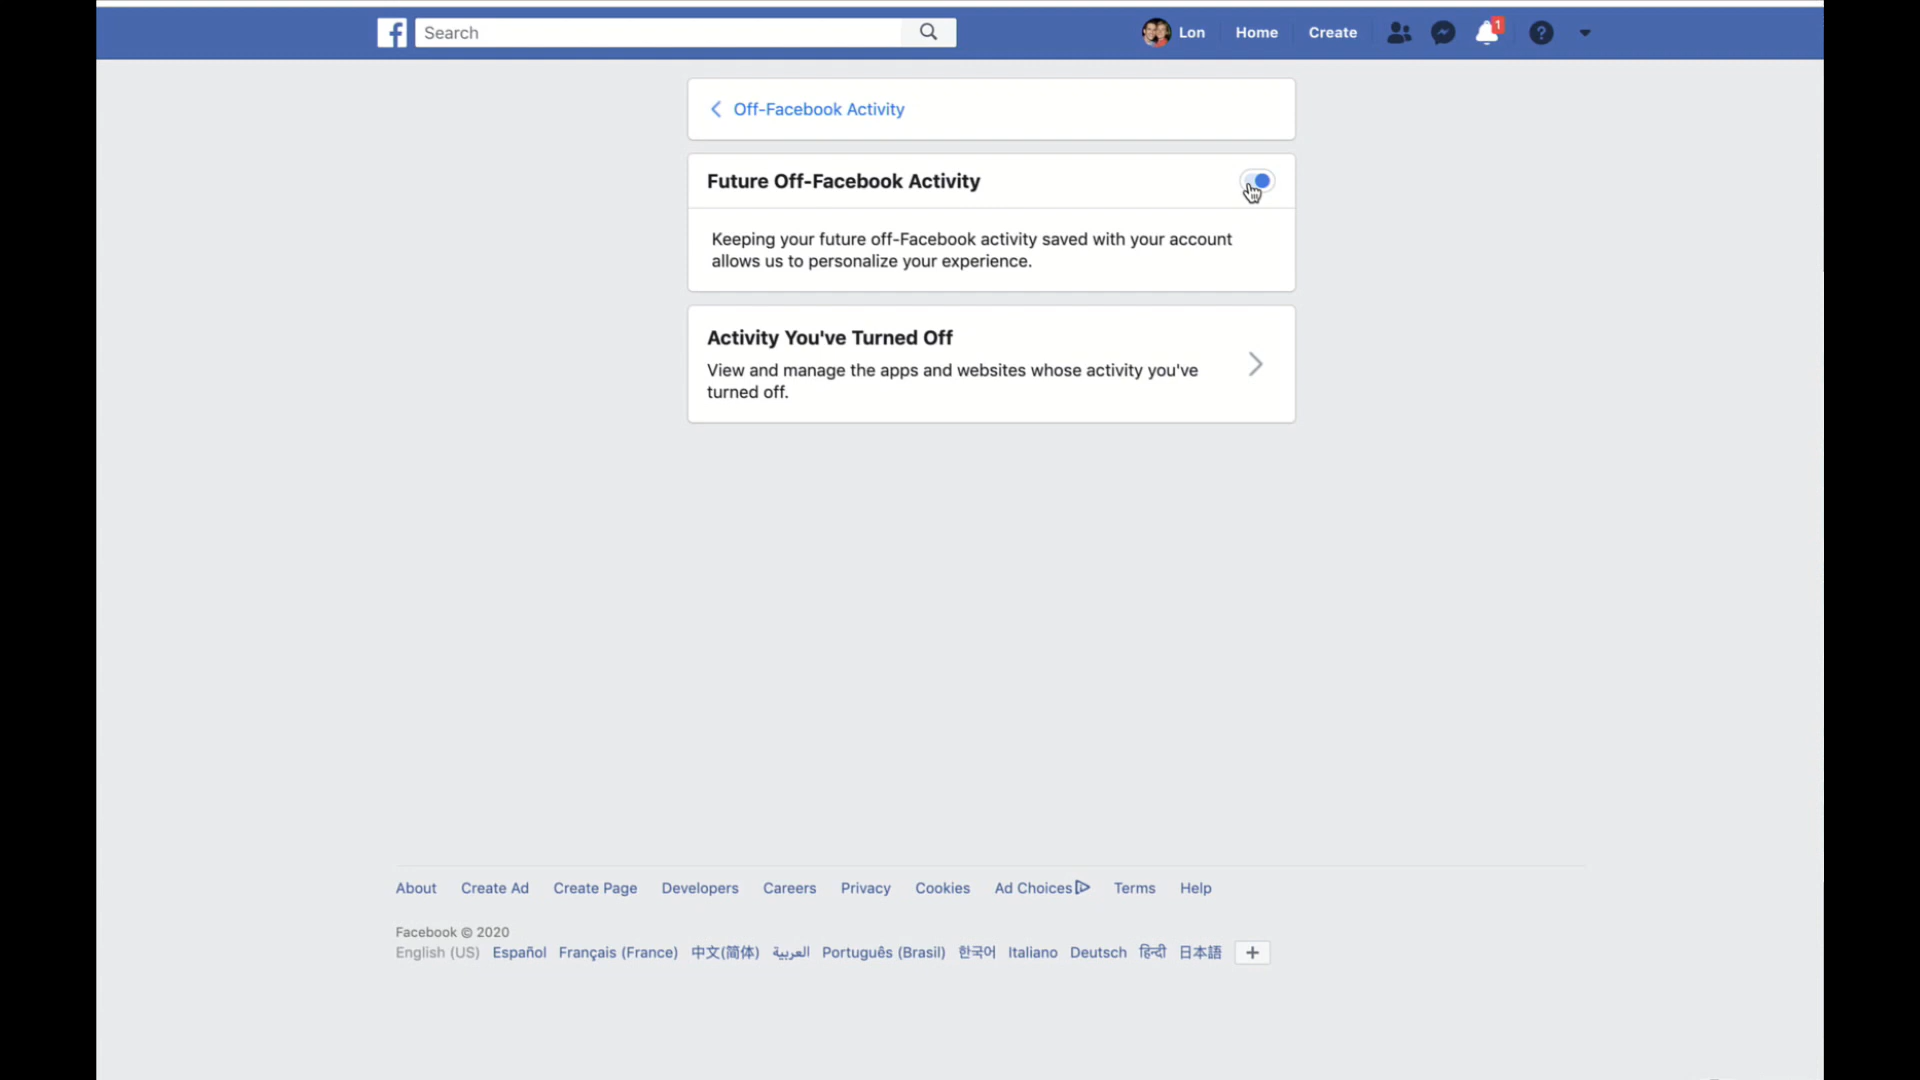 f Search Lon Home Create 1 ?
Off-Facebook Activity
Future Off-Facebook Activity
Keeping your future off-Facebook activity saved with your account
allows us to personalize your experience.
Activity You've Turned Off
View and manage the apps and websites whose activity you've
turned off.
About Create Ad Create Page Developers Careers Privacy Cookies Ad Choices Terms Help
Facebook © 2020
English (US) Español Français (France) 中文(简体) العربية Português (Brasil) 한국어 Italiano Deutsch हिन्दी 日本語 +